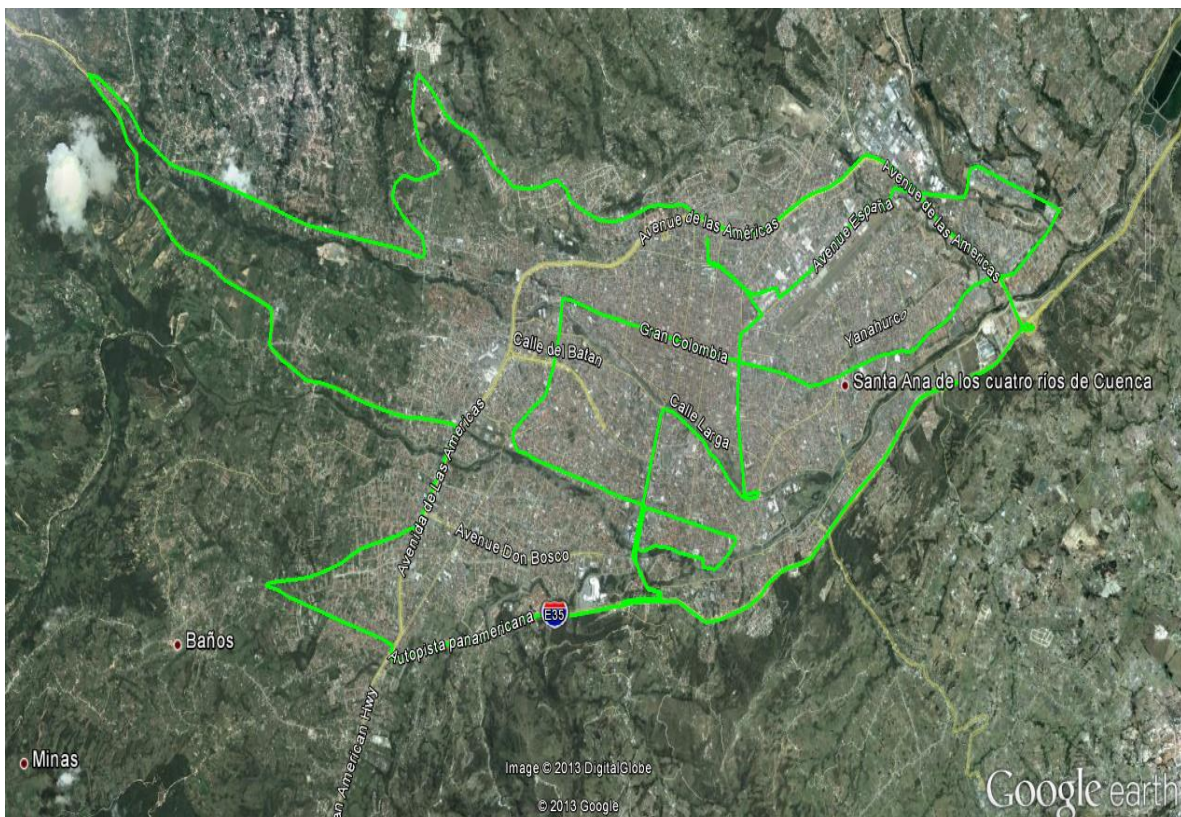 Avenue de las Américas
Avenue de las Américas
Avenue España
Gran Colombia
Yanahurco
Calle del Batan
Santa Ana de los cuatro ríos de Cuenca
Calle Larga
Avenida de Las Américas
Avenue Don Bosco
E35
Autopista panamericana
Baños
American Hwy
Minas
Image © 2013 DigitalGlobe
© 2013 Google
Google earth